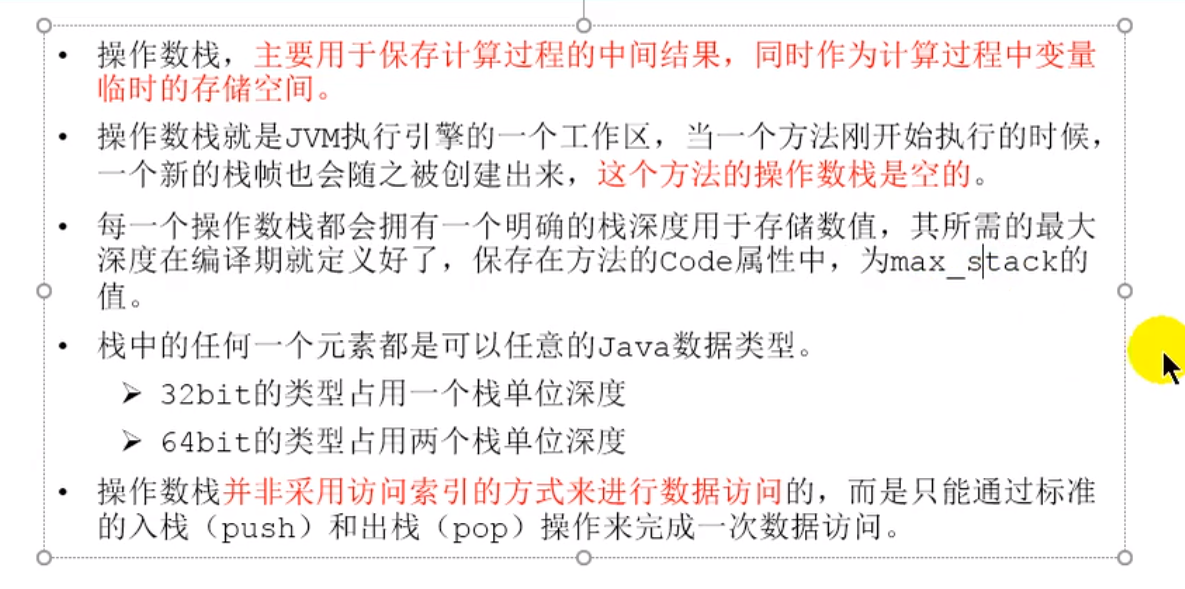 • 操作数栈，主要用于保存计算过程的中间结果，同时作为计算过程中变量
临时的存储空间。
• 操作数栈就是JVM执行引擎的一个工作区，当一个方法刚开始执行的时候，
一个新的栈帧也会随之被创建出来，这个方法的操作数栈是空的。
• 每一个操作数栈都会拥有一个明确的栈深度用于存储数值，其所需的最大
深度在编译期就定义好了，保存在方法的Code属性中，为max_stack的
值。
• 栈中的任何一个元素都是可以任意的Java数据类型。
➢ 32bit的类型占用一个栈单位深度
➢ 64bit的类型占用两个栈单位深度
• 操作数栈并非采用访问索引的方式来进行数据访问的，而是只能通过标准
的入栈（push）和出栈（pop）操作来完成一次数据访问。